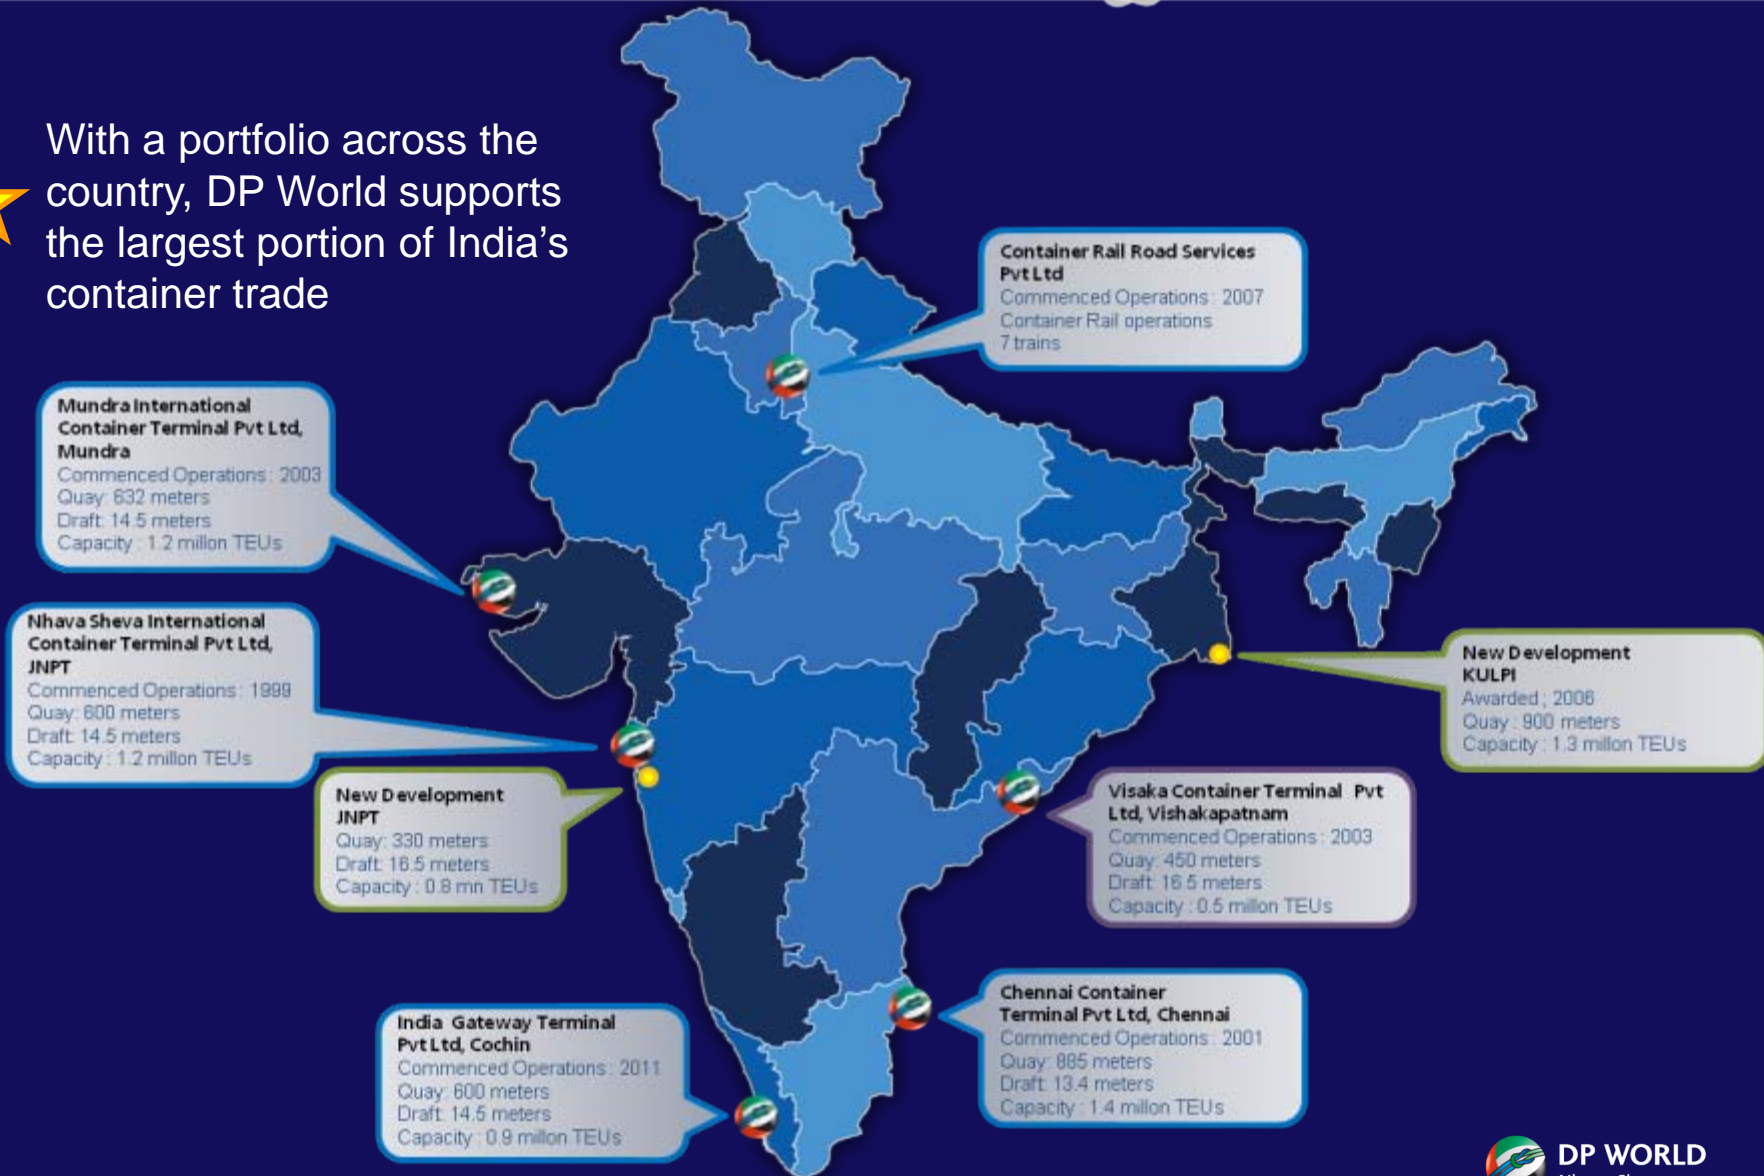 With a portfolio across the
country, DP World supports
the largest portion of India's
container trade
Container Rail Road Services
Pvt Ltd
Commenced Operations : 2007
Container Rail operations
7 trains
Mundra International
Container Terminal Pvt Ltd,
Mundra
Commenced Operations : 2003
Quay: 632 meters
Draft: 14.5 meters
Capacity : 1.2 millon TEUs
Nhava Sheva International
Container Terminal Pvt Ltd,
JNPT
Commenced Operations : 1999
Quay: 600 meters
Draft: 14.5 meters
Capacity : 1.2 millon TEUs
New Development
KULPI
Awarded ; 2006
Quay : 900 meters
Capacity : 1.3 millon TEUs
New Development
JNPT
Quay: 330 meters
Draft: 16.5 meters
Capacity : 0.8 mn TEUs
Visaka Container Terminal Pvt
Ltd, Vishakapatnam
Commenced Operations : 2003
Quay: 450 meters
Draft: 16.5 meters
Capacity : 0.5 millon TEUs
India Gateway Terminal
Pvt Ltd, Cochin
Commenced Operations : 2011
Quay: 600 meters
Draft: 14.5 meters
Capacity : 0.9 millon TEUs
Chennai Container
Terminal Pvt Ltd, Chennai
Commenced Operations : 2001
Quay: 885 meters
Draft: 13.4 meters
Capacity : 1.4 millon TEUs
DP WORLD